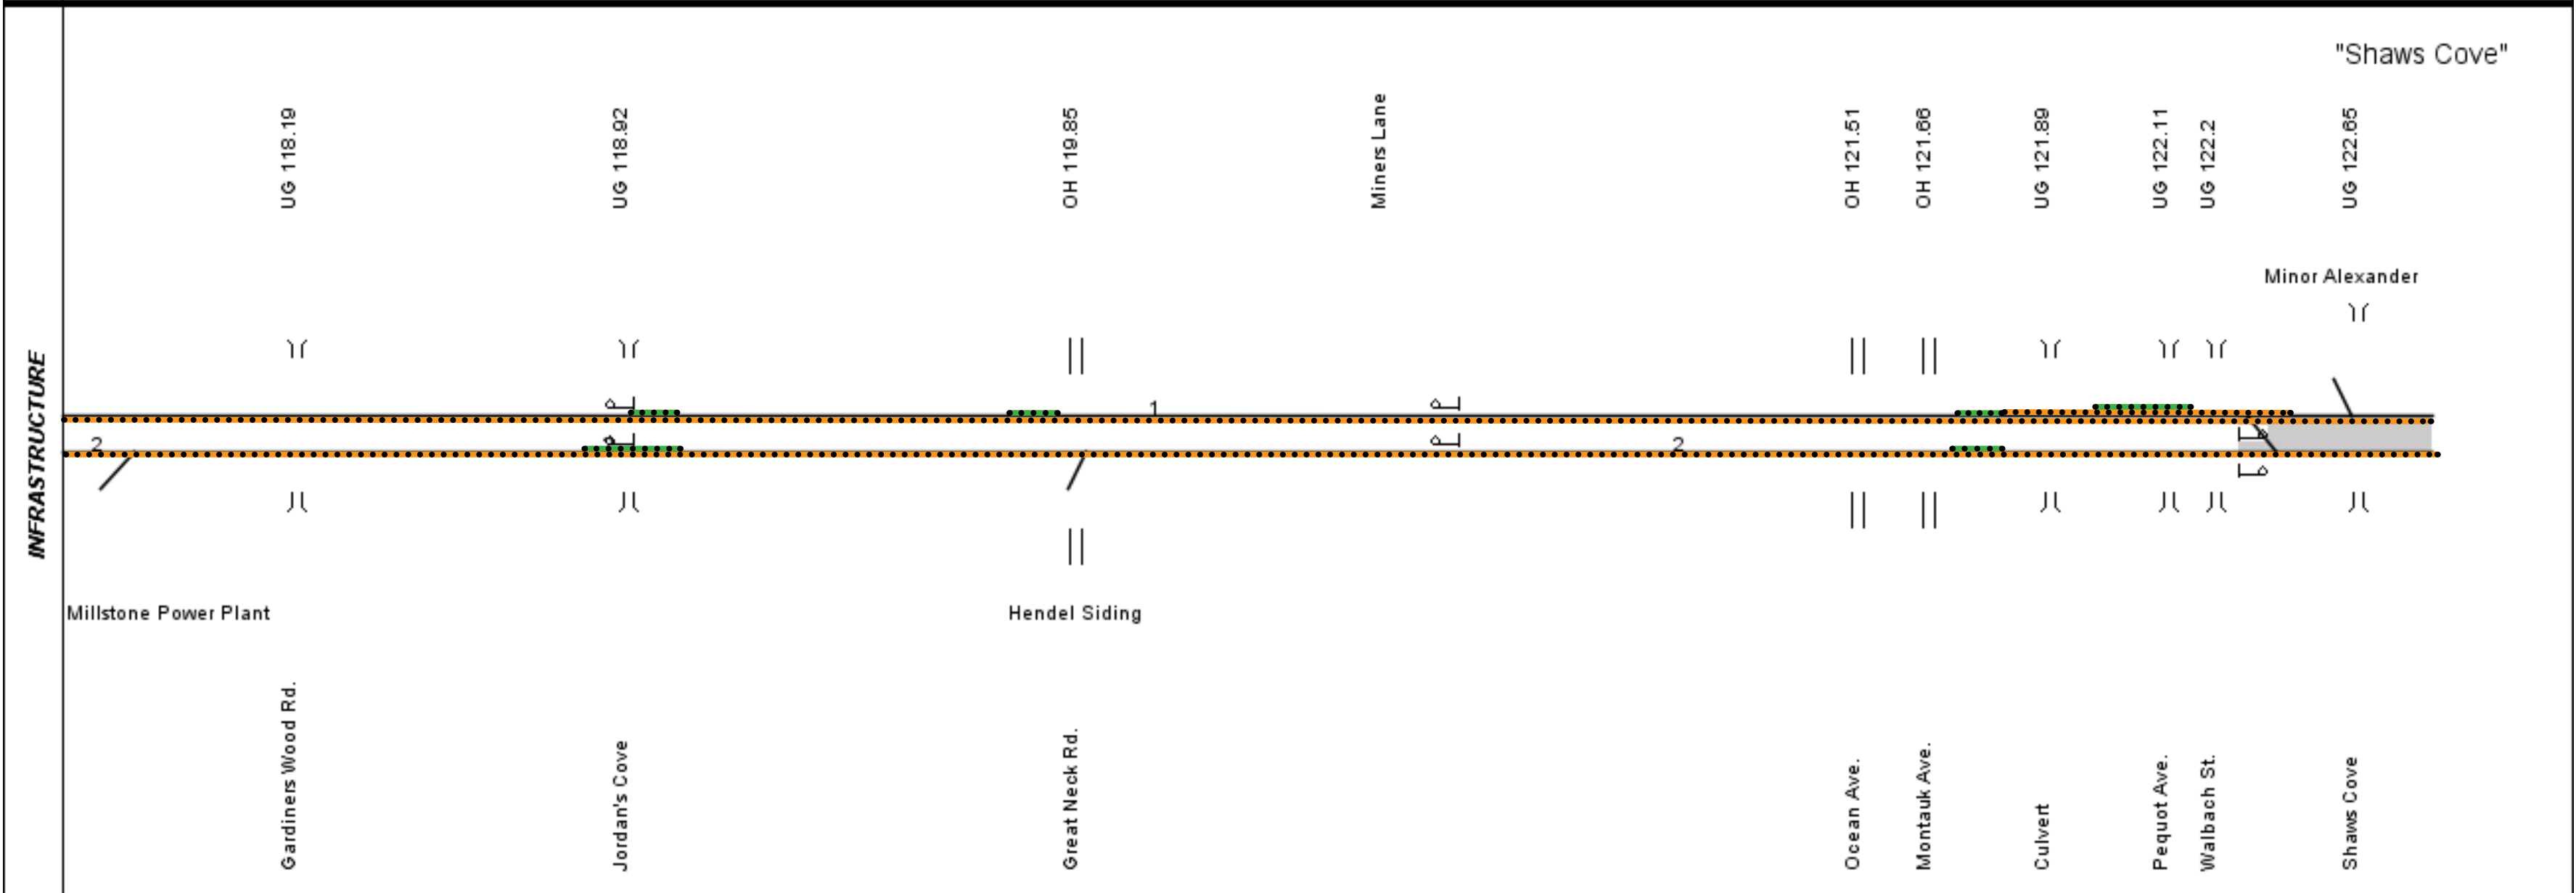 "Shaws Cove"
UG 118.19
UG 118.92
OH 119.85
Miners Lane
OH 121.51
OH 121.66
UG 121.89
UG 122.11
UG 122.2
UG 122.65
Minor Alexander
INFRASTRUCTURE
1
2
2
Millstone Power Plant
Hendel Siding
Gardiners Wood Rd.
Jordan's Cove
Great Neck Rd.
Ocean Ave.
Montauk Ave.
Culvert
Pequot Ave.
Walbach St.
Shaws Cove